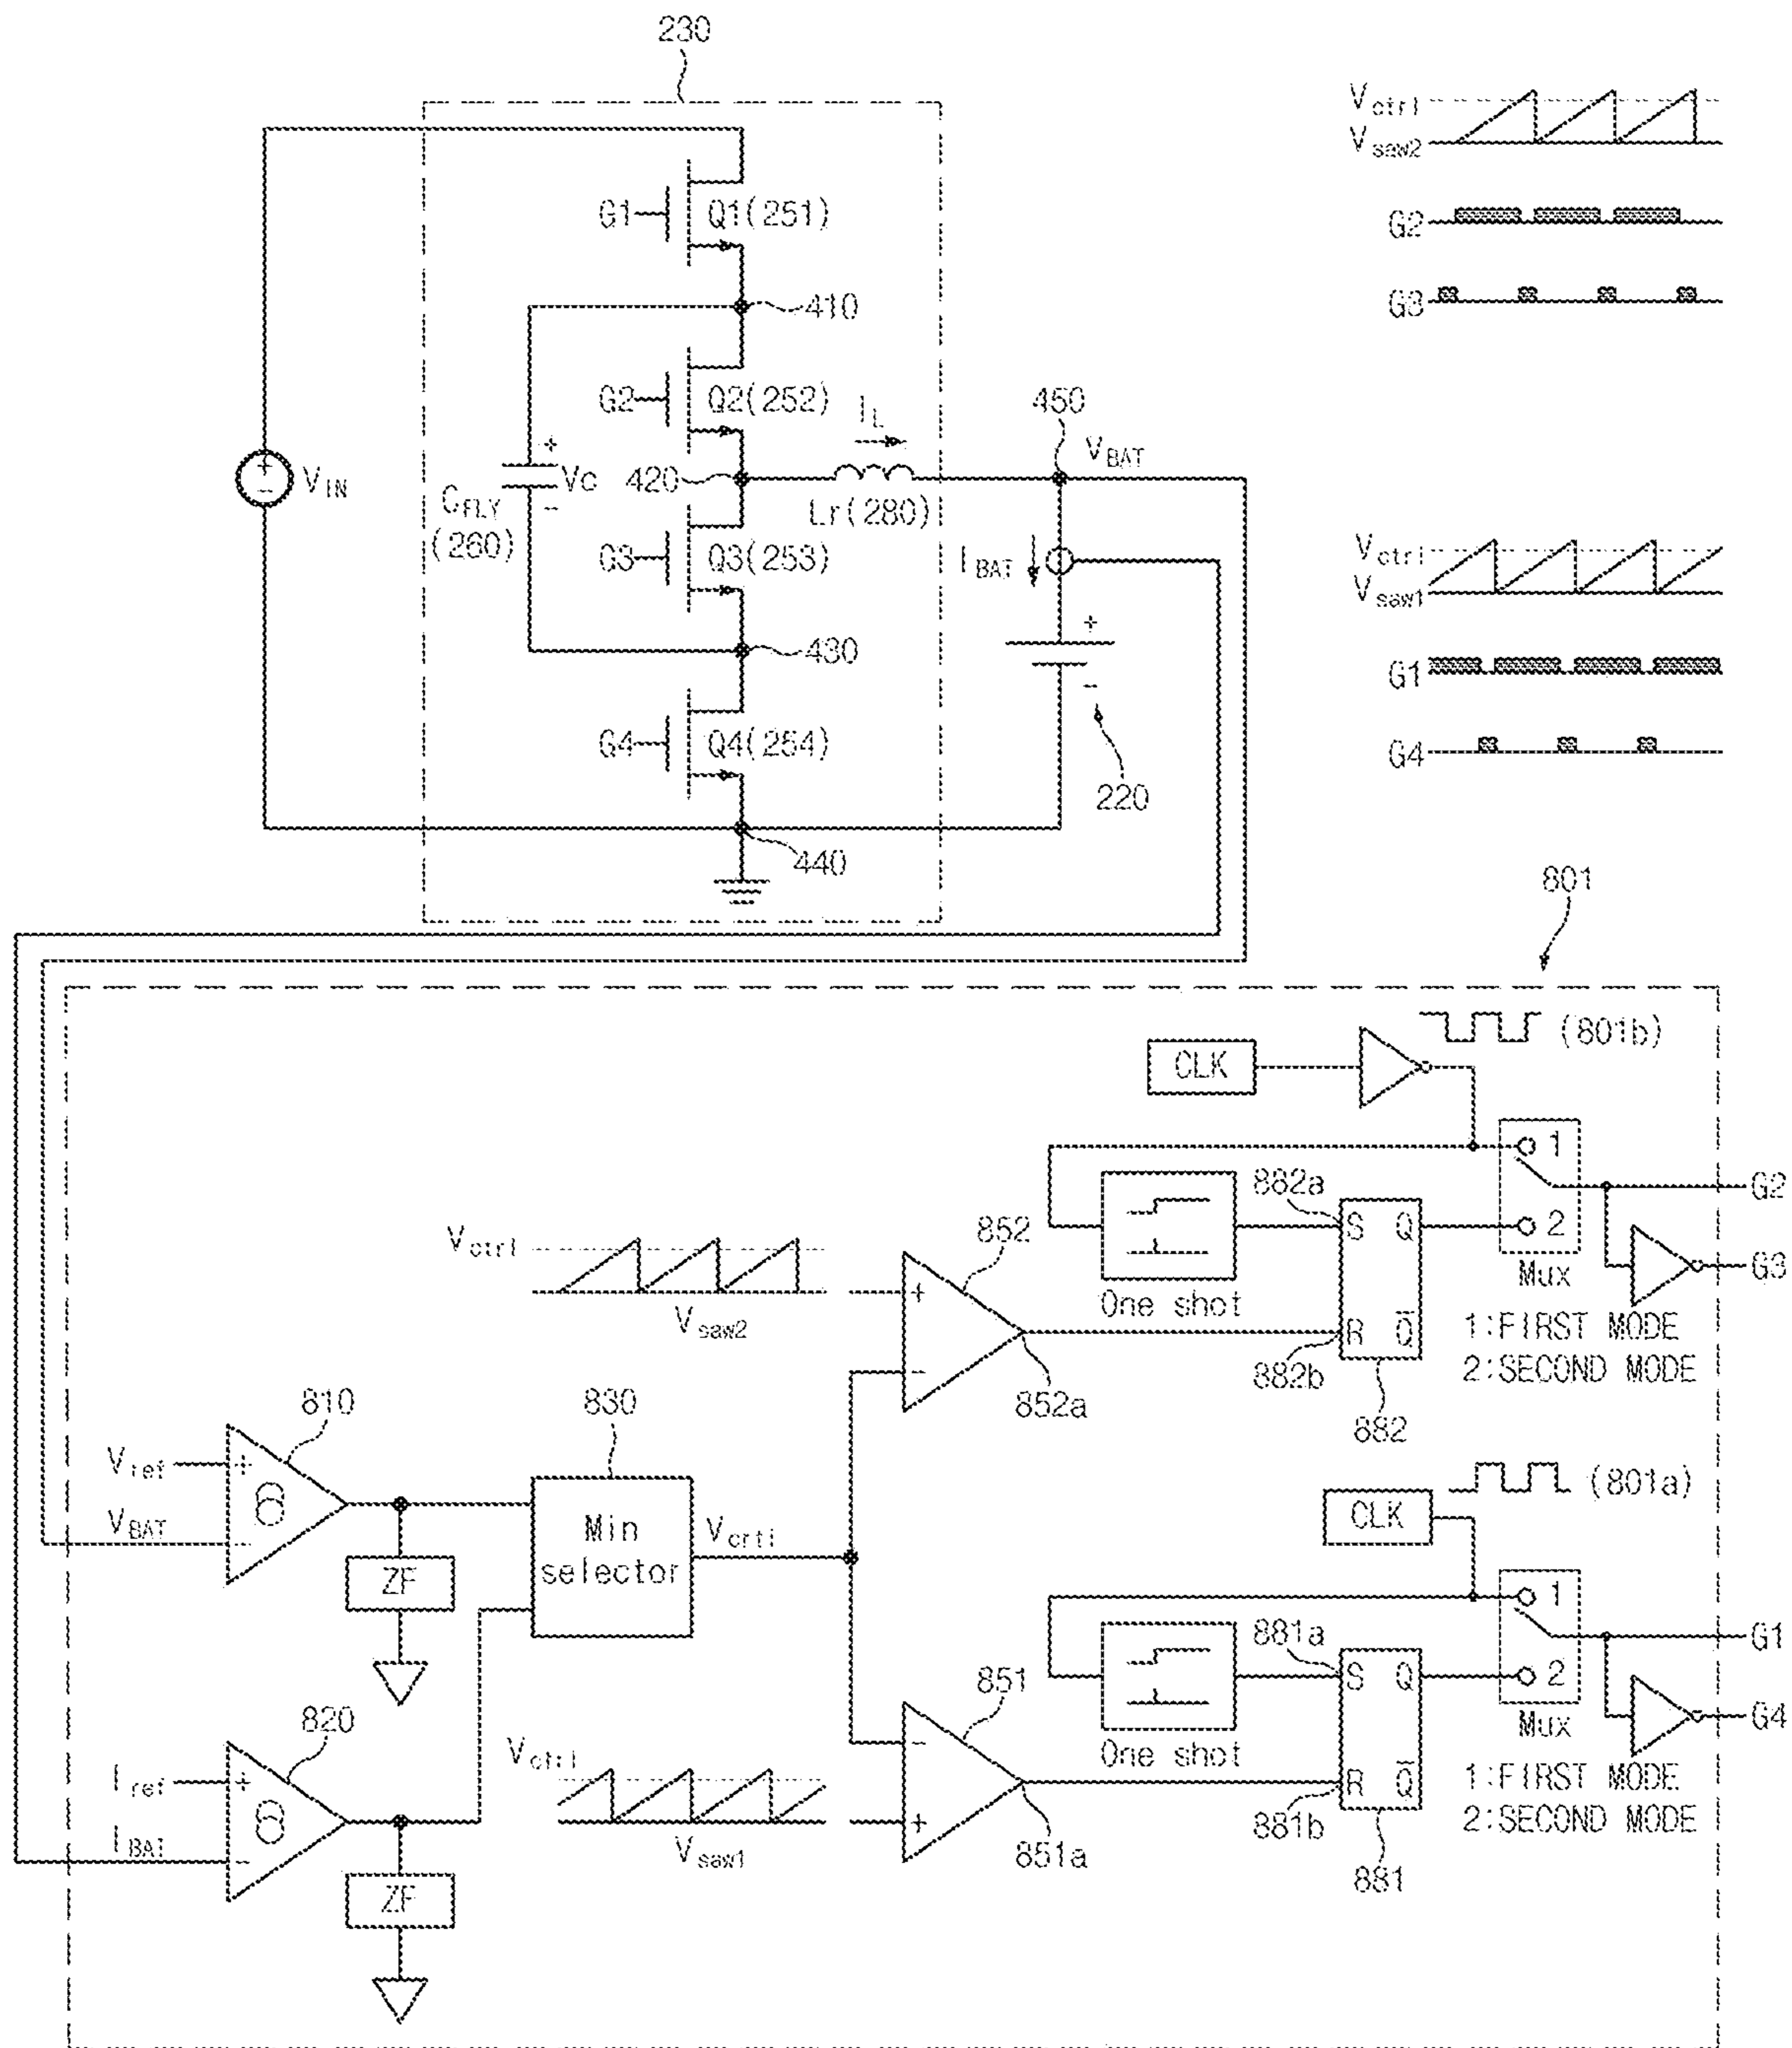 230
Vctrl
Vsaw2
G1
Q1(251)
G2
410
G3
G2
Q2(252)
IL
450
VBAT
+
−
VIN
+
Vc
−
420
CFLY
(260)
Lr(280)
G3
Q3(253)
IBAT
Vctrl
Vsaw1
430
+
−
G1
G4
Q4(254)
G4
220
440
801
(801b)
CLK
1
882a
G2
Vctrl
852
S Q
2
+
Mux
G3
One shot
Vsaw2
R Q̅
1:FIRST MODE
−
882b
2:SECOND MODE
852a
810
830
882
Vref
+
(801a)
CLK
VBAT
−
Min
selector
Vcrtl
ZF
1
881a
G1
851
S Q
2
820
−
Mux
G4
Vctrl
One shot
Iref
+
R Q̅
1:FIRST MODE
+
881b
2:SECOND MODE
IBAT
−
Vsaw1
851a
881
ZF